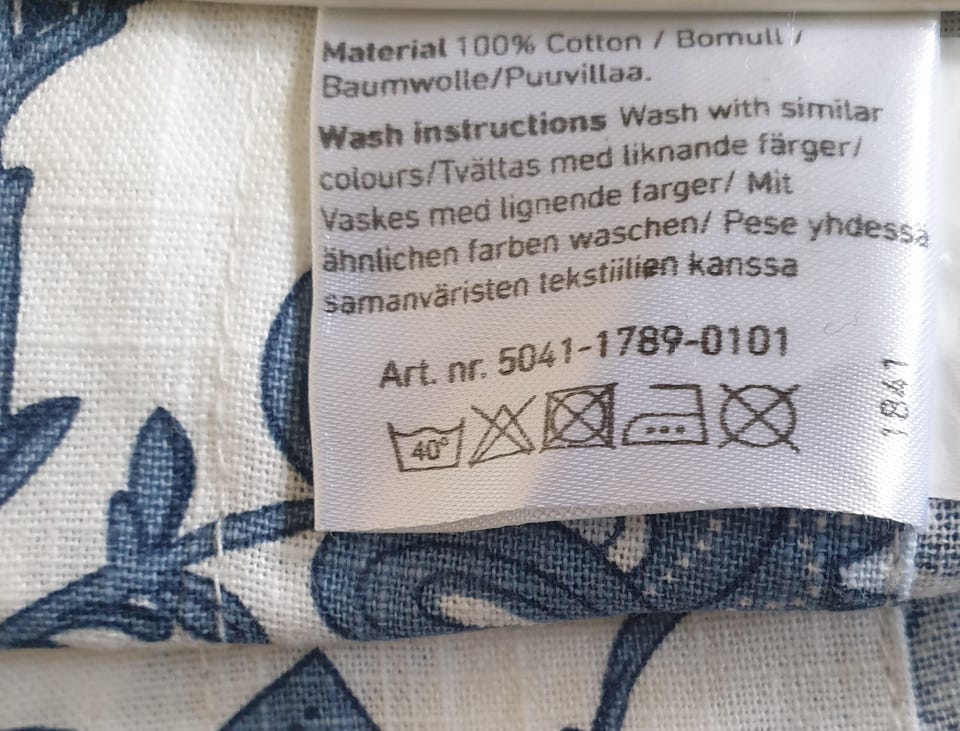 Material 100% Cotton / Bomull /
Baumwolle/Puuvillaa.
Wash instructions Wash with similar
colours/Tvättas med liknande färger/
Vaskes med lignende farger/ Mit
ähnlichen farben waschen/ Pese yhdessä
samanväristen tekstiilien kanssa
Art. nr. 5041-1789-0101
40°
1841